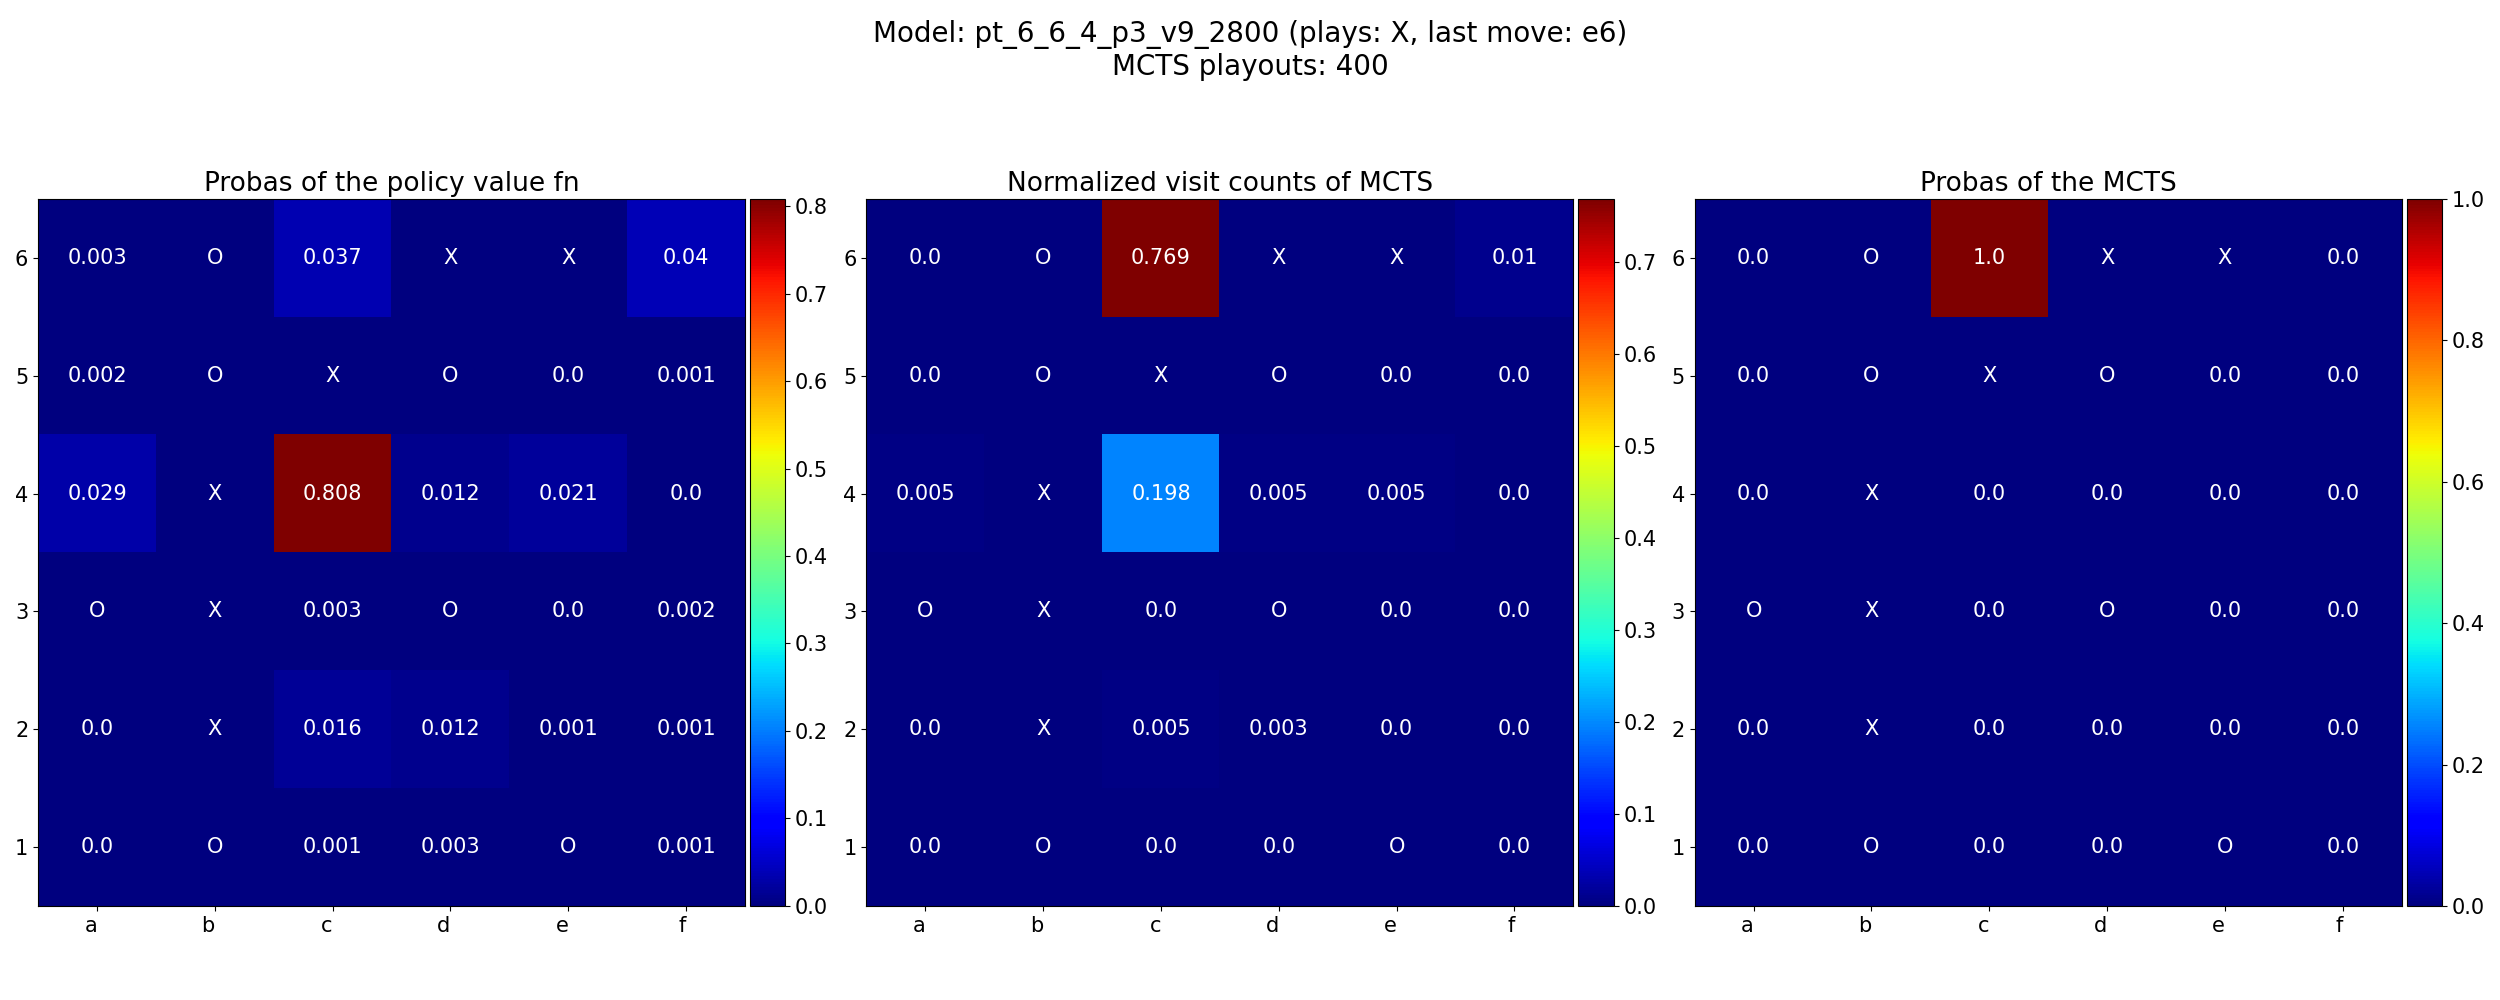 Model: pt_6_6_4_p3_v9_2800 (plays: X, last move: e6)
MCTS playouts: 400
Probas of the policy value fn
6 0.003 O 0.037 X X 0.04
5 0.002 O X O 0.0 0.001
4 0.029 X 0.808 0.012 0.021 0.0
3 O X 0.003 O 0.0 0.002
2 0.0 X 0.016 0.012 0.001 0.001
1 0.0 O 0.001 0.003 O 0.001
a b c d e f
0.8
0.7
0.6
0.5
0.4
0.3
0.2
0.1
0.0
Normalized visit counts of MCTS
6 0.0 O 0.769 X X 0.01
5 0.0 O X O 0.0 0.0
4 0.005 X 0.198 0.005 0.005 0.0
3 O X 0.0 O 0.0 0.0
2 0.0 X 0.005 0.003 0.0 0.0
1 0.0 O 0.0 0.0 O 0.0
a b c d e f
0.7
0.6
0.5
0.4
0.3
0.2
0.1
0.0
Probas of the MCTS
6 0.0 O 1.0 X X 0.0
5 0.0 O X O 0.0 0.0
4 0.0 X 0.0 0.0 0.0 0.0
3 O X 0.0 O 0.0 0.0
2 0.0 X 0.0 0.0 0.0 0.0
1 0.0 O 0.0 0.0 O 0.0
a b c d e f
1.0
0.8
0.6
0.4
0.2
0.0